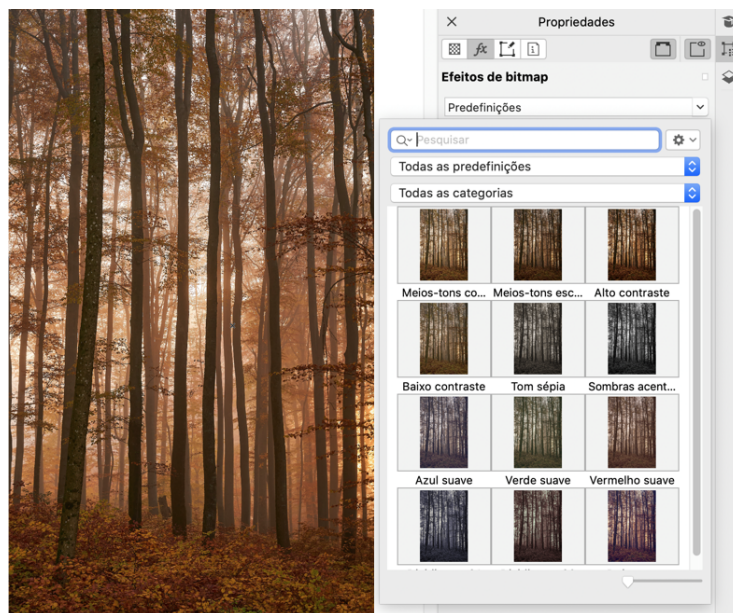 Propriedades
fx
Efeitos de bitmap
Predefinições
Pesquisar
Todas as predefinições
Todas as categorias
Meios-tons co... Meios-tons esc... Alto contraste
Baixo contraste Tom sépia Sombras acent...
Azul suave Verde suave Vermelho suave